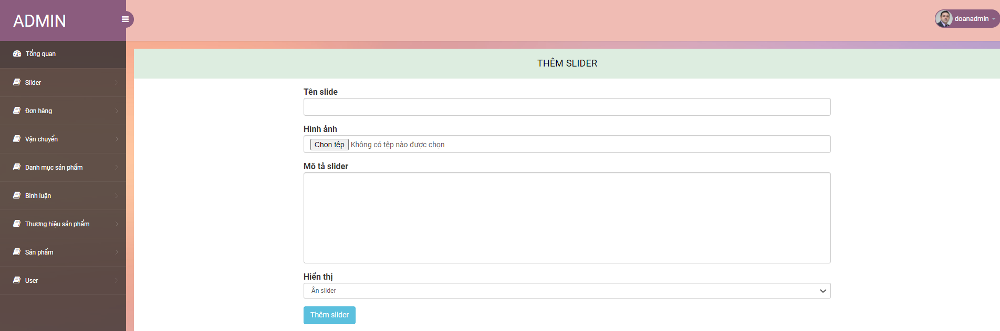 ADMIN
doanadmin
Tổng quan
Slider
Đơn hàng
Vận chuyển
Danh mục sản phẩm
Bình luận
Thương hiệu sản phẩm
Sản phẩm
User
THÊM SLIDER
Tên slide
Hình ảnh
Chọn tệp Không có tệp nào được chọn
Mô tả slider
Hiển thị
Ẩn slider
Thêm slider